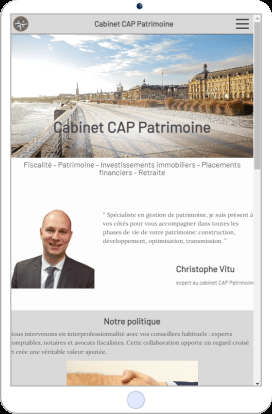 Cabinet CAP Patrimoine
Cabinet CAP Patrimoine
Fiscalité - Patrimoine - Investissements immobiliers - Placements
financiers - Retraite
" Spécialiste en gestion de patrimoine, je suis présent à
vos côtés pour vous accompagner dans toutes les
phases de vie de votre patrimoine: construction,
développement, optimisation, transmission. "
Christophe Vitu
expert au cabinet CAP Patrimoine
Notre politique
ous intervenons en interprofessionnalité avec vos conseillers habituels : experts
omptables, notaires et avocats fiscalistes. Cette collaboration apporte un regard croisé
t crée une véritable valeur ajoutée.